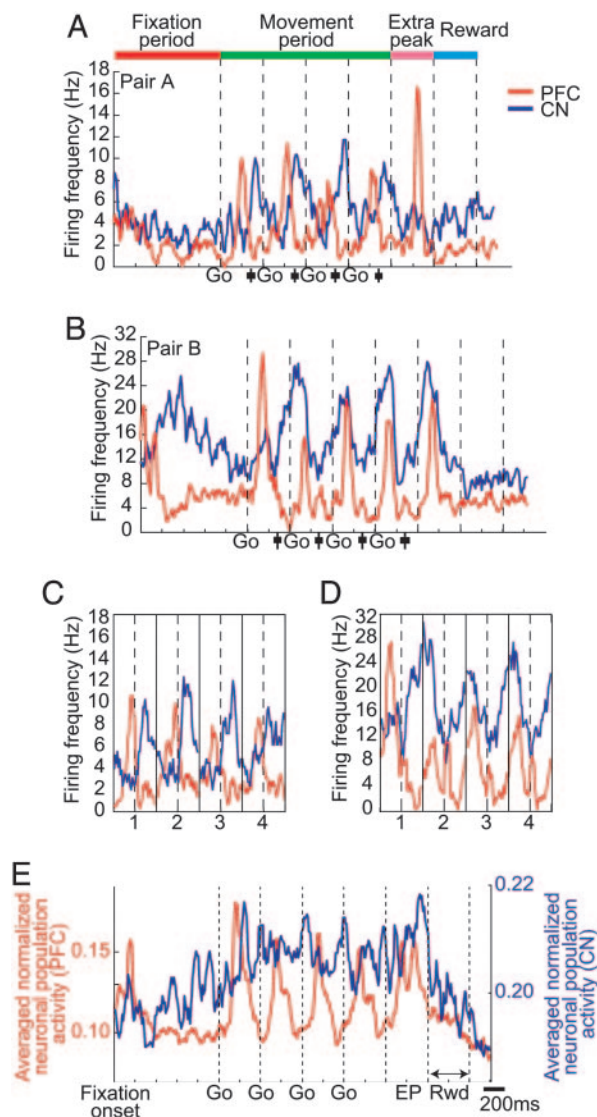 A
Fixation period
Movement period
Extra peak
Reward
Pair A
PFC
CN
Firing frequency (Hz)
18
16
14
12
10
8
6
4
2
0
Go Go Go Go
B
Pair B
Firing frequency (Hz)
32
28
24
20
16
12
8
4
0
Go Go Go Go
C
Firing frequency (Hz)
18
16
14
12
10
8
6
4
2
0
1 2 3 4
D
Firing frequency (Hz)
32
28
24
20
16
12
8
4
0
1 2 3 4
E
Averaged normalized
neuronal population
activity (PFC)
0.15
0.10
0.22
0.20
Averaged normalized
neuronal population
activity (CN)
Fixation
onset
Go Go Go Go EP Rwd
200ms